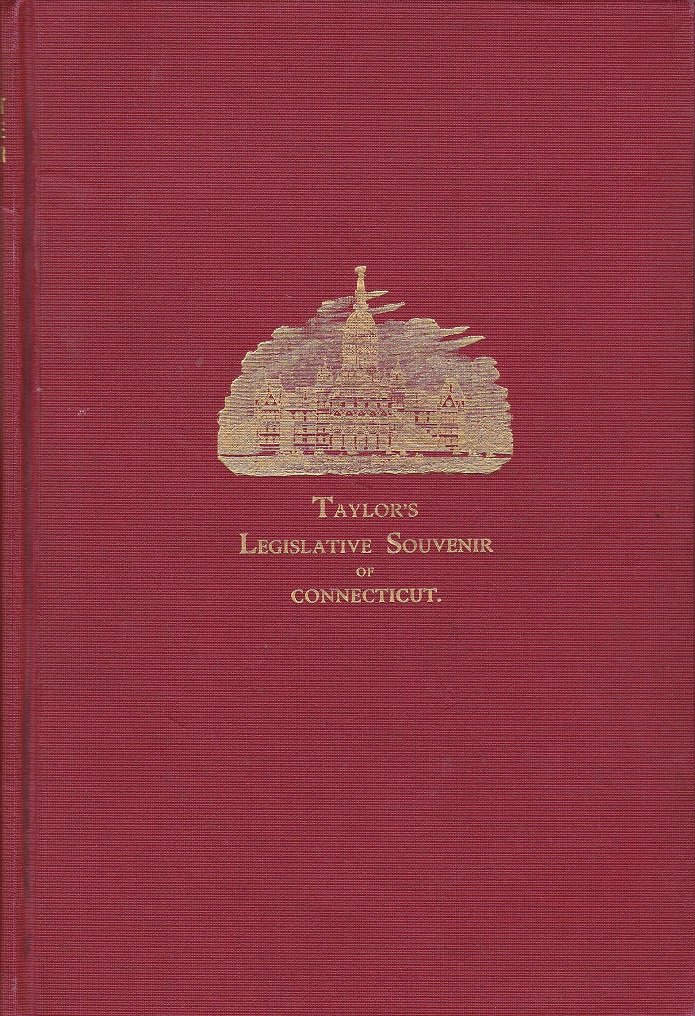 TAYLOR'S
LEGISLATIVE SOUVENIR
OF
CONNECTICUT.